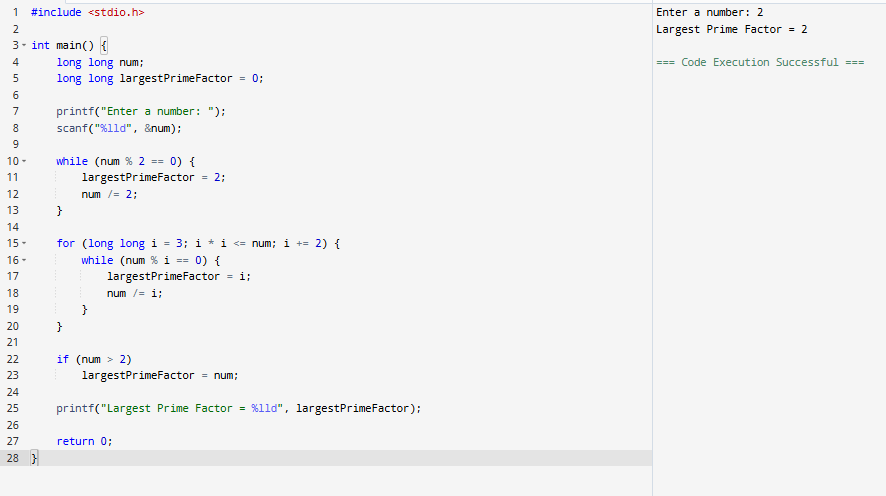 1 #include <stdio.h>
2
3 int main() {
4     long long num;
5     long long largestPrimeFactor = 0;
6
7     printf("Enter a number: ");
8     scanf("%lld", &num);
9
10     while (num % 2 == 0) {
11         largestPrimeFactor = 2;
12         num /= 2;
13     }
14
15     for (long long i = 3; i * i <= num; i += 2) {
16         while (num % i == 0) {
17             largestPrimeFactor = i;
18             num /= i;
19         }
20     }
21
22     if (num > 2)
23         largestPrimeFactor = num;
24
25     printf("Largest Prime Factor = %lld", largestPrimeFactor);
26
27     return 0;
28 }
Enter a number: 2
Largest Prime Factor = 2
=== Code Execution Successful ===